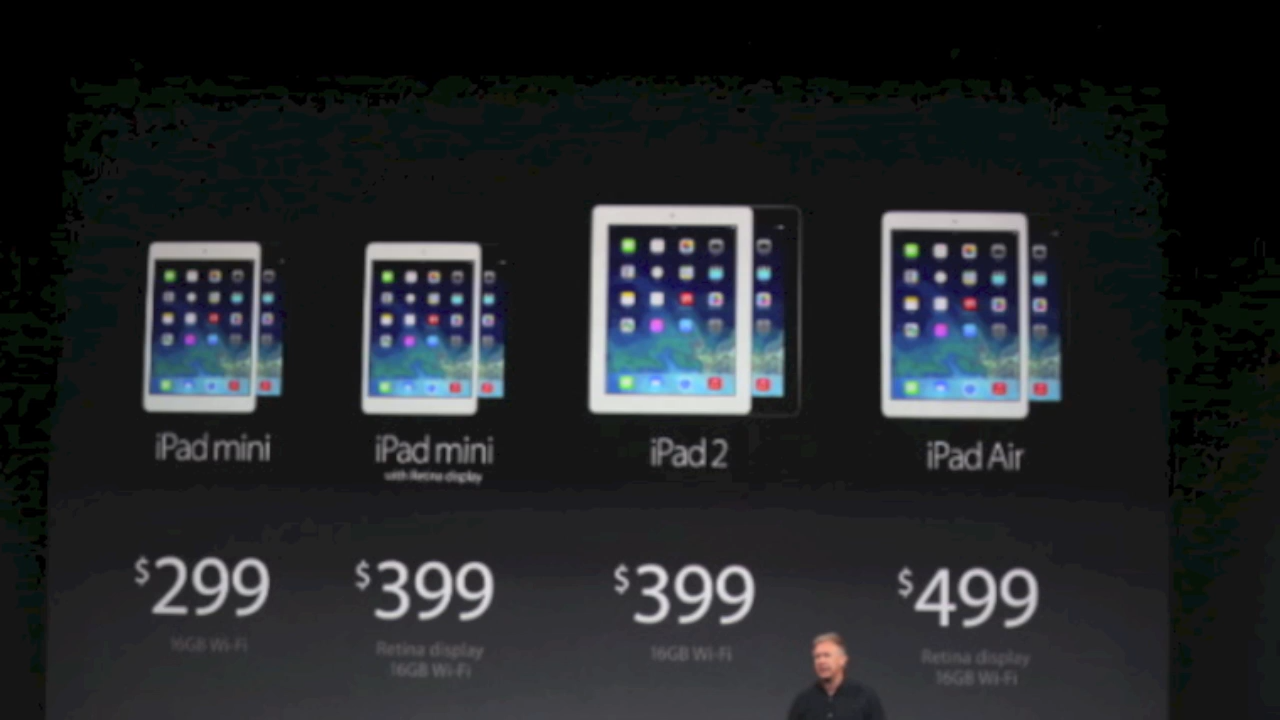 iPad mini
iPad mini
with Retina display
iPad 2
iPad Air
$299
$399
$399
$499
16GB Wi-Fi
Retina display
16GB Wi-Fi
16GB Wi-Fi
Retina display
16GB Wi-Fi